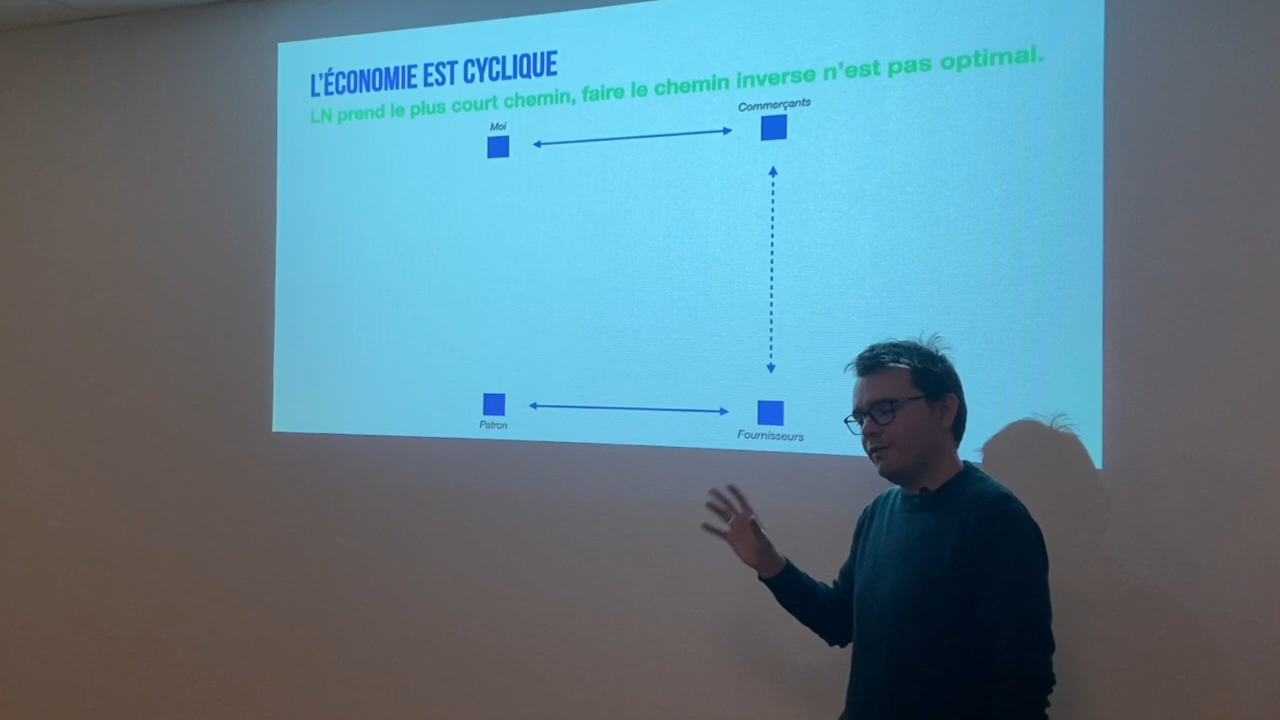 L'ÉCONOMIE EST CYCLIQUE
LN prend le plus court chemin, faire le chemin inverse n'est pas optimal.
Moi
Commerçants
Patron
Fournisseurs